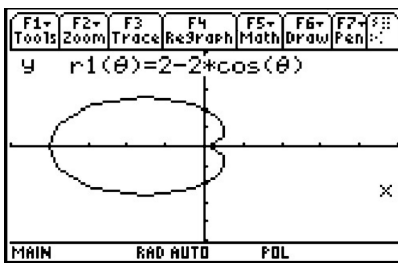 F1 F2 F3 F4 F5 F6 F7
Tools Zoom Trace ReGraph Math Draw Pen
y r1(θ)=2-2*cos(θ)
x
MAIN RAD AUTO POL